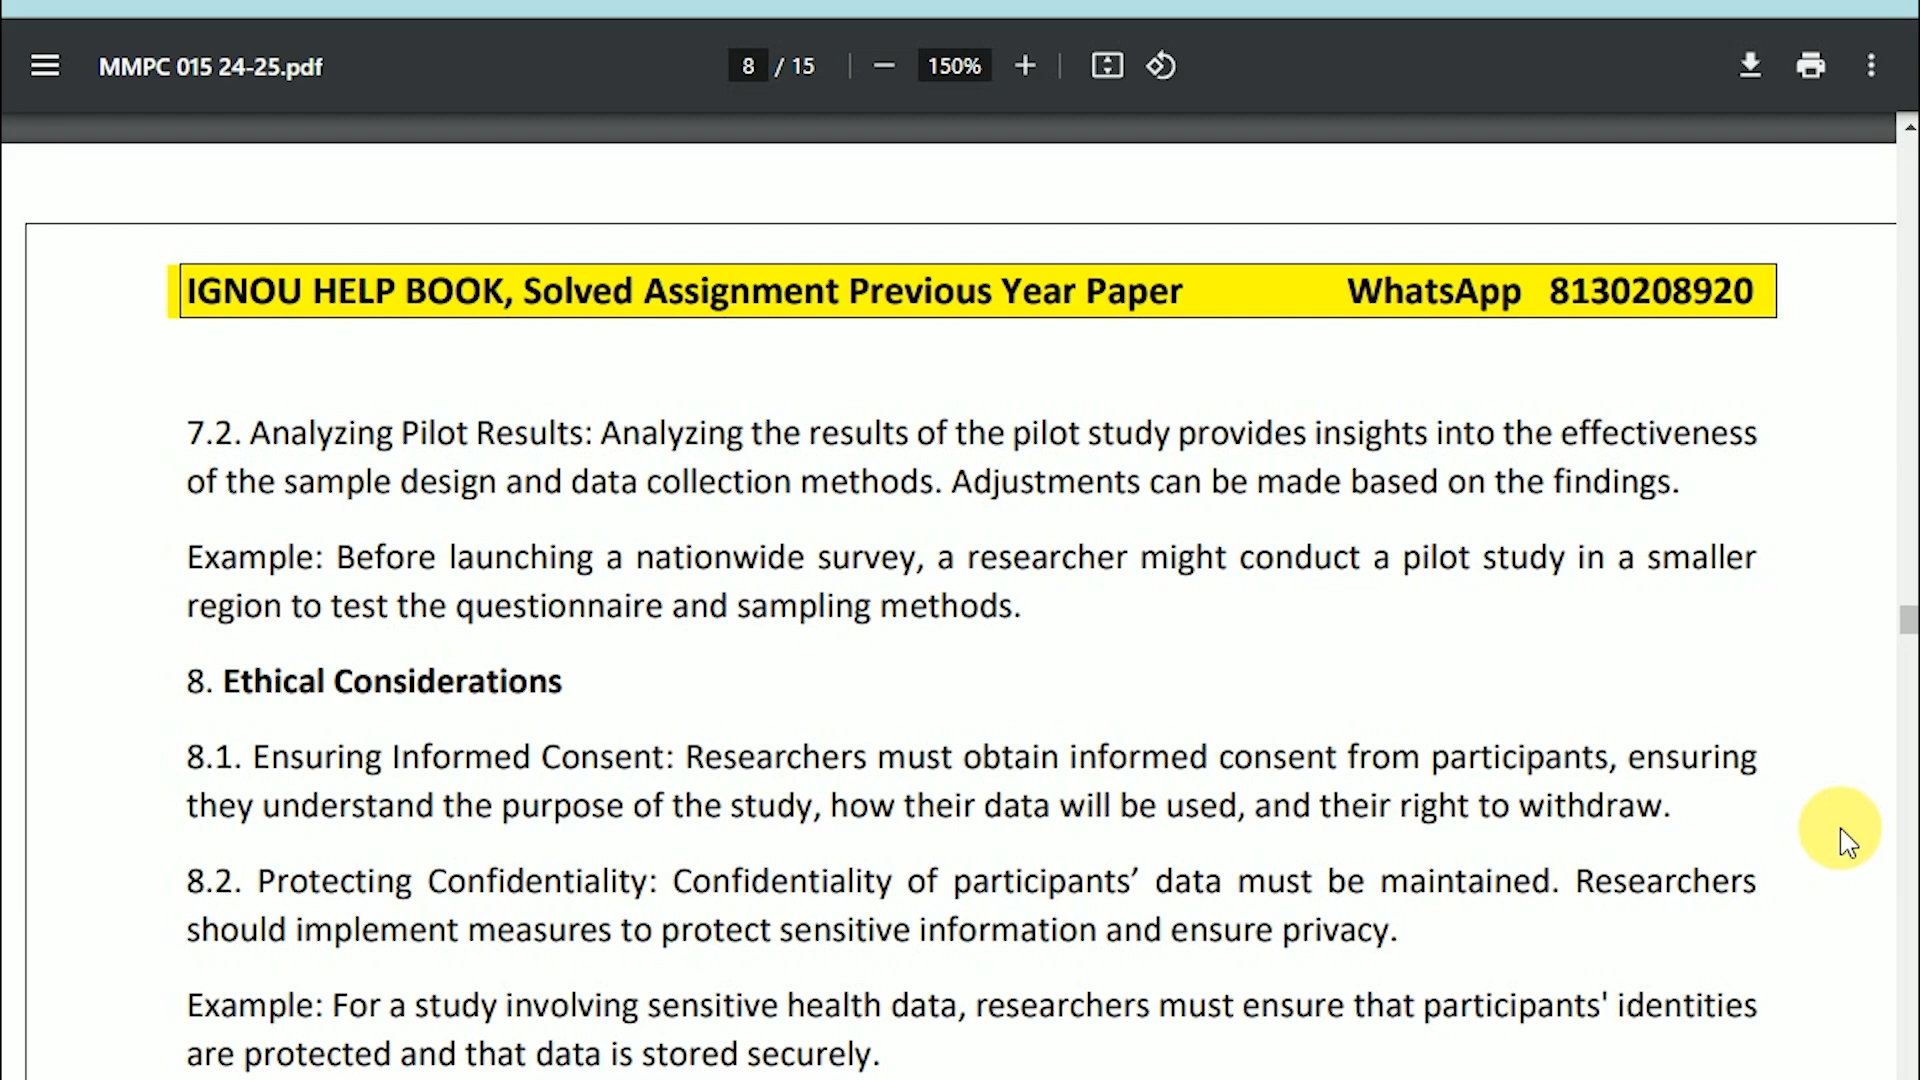 MMPC 015 24-25.pdf
8 / 15
150%
IGNOU HELP BOOK, Solved Assignment Previous Year Paper WhatsApp 8130208920
7.2. Analyzing Pilot Results: Analyzing the results of the pilot study provides insights into the effectiveness
of the sample design and data collection methods. Adjustments can be made based on the findings.
Example: Before launching a nationwide survey, a researcher might conduct a pilot study in a smaller
region to test the questionnaire and sampling methods.
8. Ethical Considerations
8.1. Ensuring Informed Consent: Researchers must obtain informed consent from participants, ensuring
they understand the purpose of the study, how their data will be used, and their right to withdraw.
8.2. Protecting Confidentiality: Confidentiality of participants’ data must be maintained. Researchers
should implement measures to protect sensitive information and ensure privacy.
Example: For a study involving sensitive health data, researchers must ensure that participants' identities
are protected and that data is stored securely.